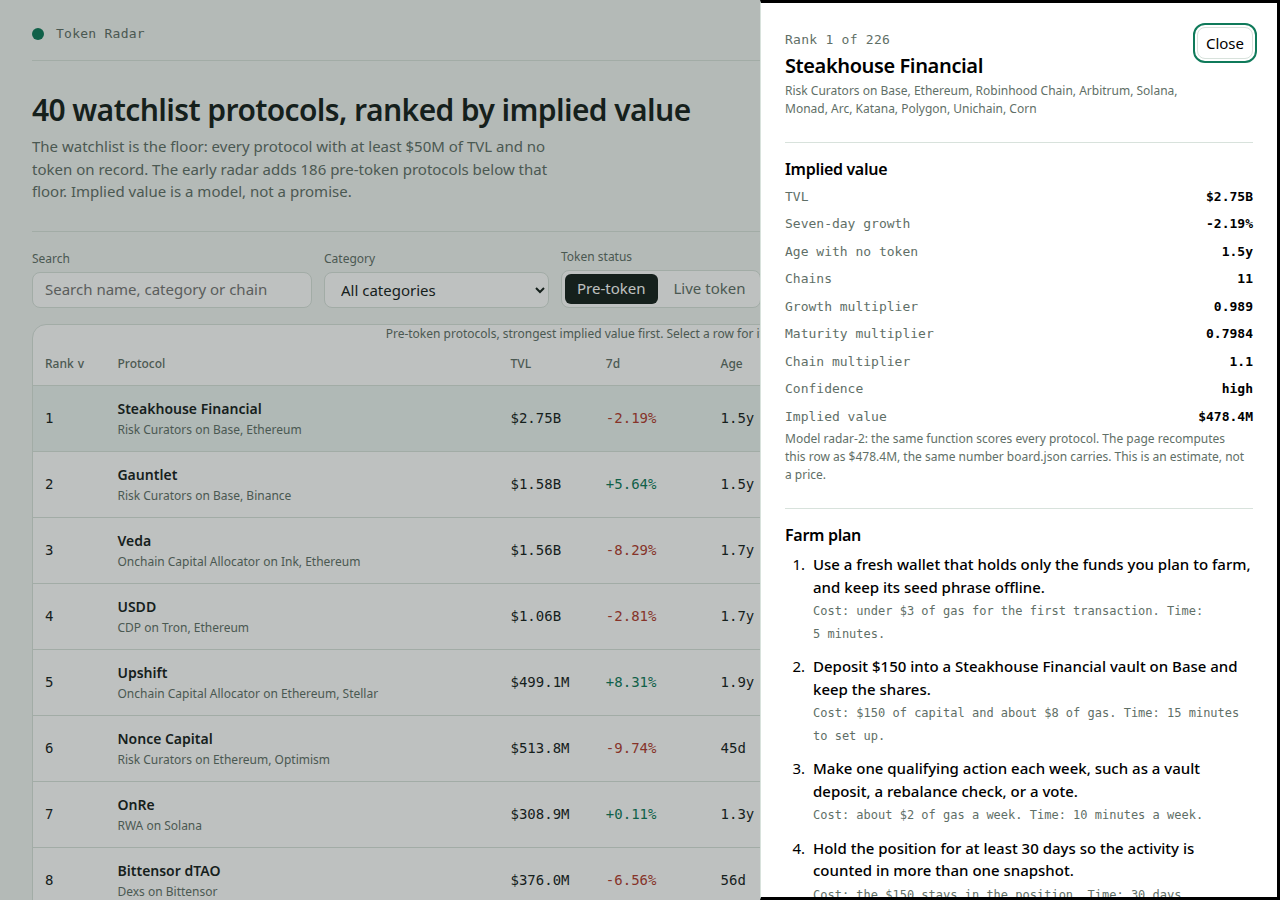 Token Radar
40 watchlist protocols, ranked by implied value
The watchlist is the floor: every protocol with at least $50M of TVL and no
token on record. The early radar adds 186 pre-token protocols below that
floor. Implied value is a model, not a promise.
Search
Category
Token status
Search name, category or chain
All categories
Pre-token
Live token
Pre-token protocols, strongest implied value first. Select a row for i
Rank v
Protocol
TVL
7d
Age
1
Steakhouse Financial
Risk Curators on Base, Ethereum
$2.75B
-2.19%
1.5y
2
Gauntlet
Risk Curators on Base, Binance
$1.58B
+5.64%
1.5y
3
Veda
Onchain Capital Allocator on Ink, Ethereum
$1.56B
-8.29%
1.7y
4
USDD
CDP on Tron, Ethereum
$1.06B
-2.81%
1.7y
5
Upshift
Onchain Capital Allocator on Ethereum, Stellar
$499.1M
+8.31%
1.9y
6
Nonce Capital
Risk Curators on Ethereum, Optimism
$513.8M
-9.74%
45d
7
OnRe
RWA on Solana
$308.9M
+0.11%
1.3y
8
Bittensor dTAO
Dexs on Bittensor
$376.0M
-6.56%
56d
Rank 1 of 226
Close
Steakhouse Financial
Risk Curators on Base, Ethereum, Robinhood Chain, Arbitrum, Solana,
Monad, Arc, Katana, Polygon, Unichain, Corn
Implied value
TVL $2.75B
Seven-day growth -2.19%
Age with no token 1.5y
Chains 11
Growth multiplier 0.989
Maturity multiplier 0.7984
Chain multiplier 1.1
Confidence high
Implied value $478.4M
Model radar-2: the same function scores every protocol. The page recomputes
this row as $478.4M, the same number board.json carries. This is an estimate, not
a price.
Farm plan
1. Use a fresh wallet that holds only the funds you plan to farm,
and keep its seed phrase offline.
Cost: under $3 of gas for the first transaction. Time:
5 minutes.
2. Deposit $150 into a Steakhouse Financial vault on Base and
keep the shares.
Cost: $150 of capital and about $8 of gas. Time: 15 minutes
to set up.
3. Make one qualifying action each week, such as a vault
deposit, a rebalance check, or a vote.
Cost: about $2 of gas a week. Time: 10 minutes a week.
4. Hold the position for at least 30 days so the activity is
counted in more than one snapshot.
Cost: the $150 stays in the position. Time: 30 days